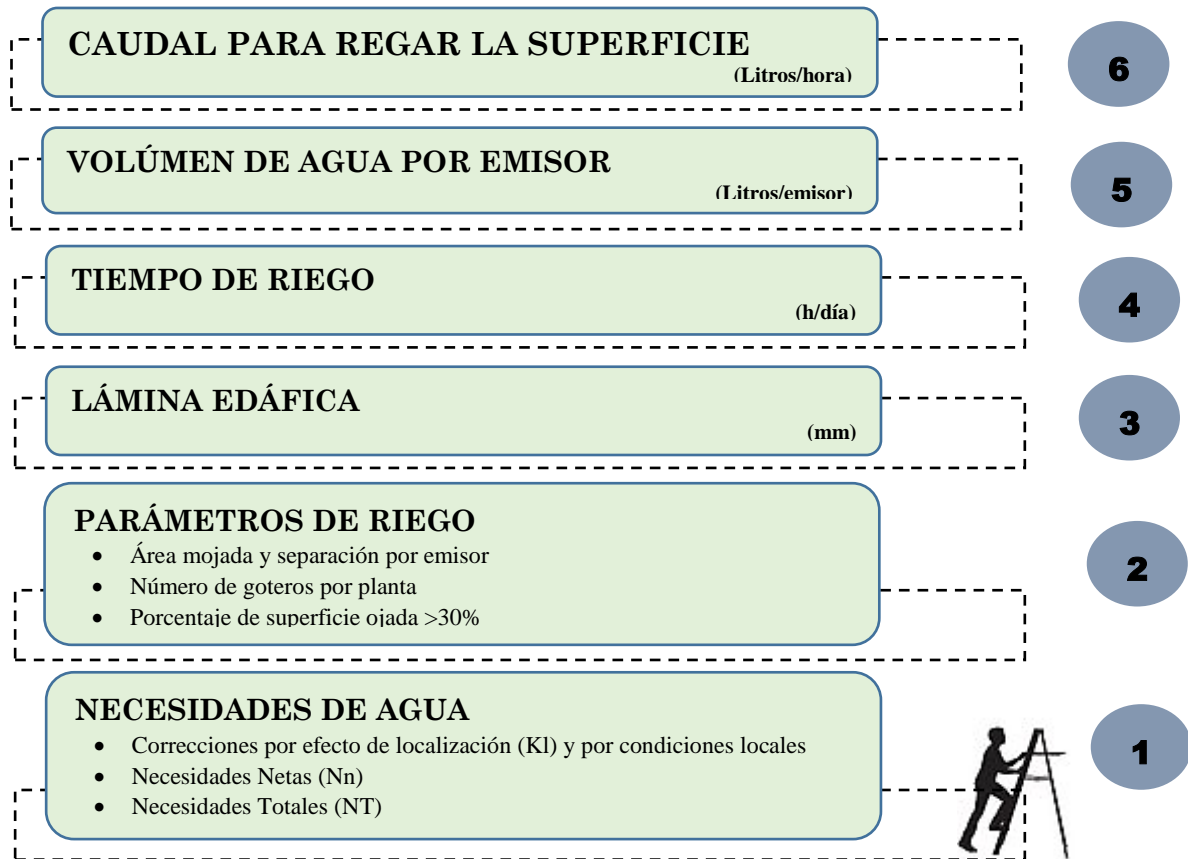 CAUDAL PARA REGAR LA SUPERFICIE
(Litros/hora)
6
VOLÚMEN DE AGUA POR EMISOR
(Litros/emisor)
5
TIEMPO DE RIEGO
(h/día)
4
LÁMINA EDÁFICA
(mm)
3
PARÁMETROS DE RIEGO
• Área mojada y separación por emisor
• Número de goteros por planta
• Porcentaje de superficie ojada >30%
2
NECESIDADES DE AGUA
• Correcciones por efecto de localización (Kl) y por condiciones locales
• Necesidades Netas (Nn)
• Necesidades Totales (NT)
1